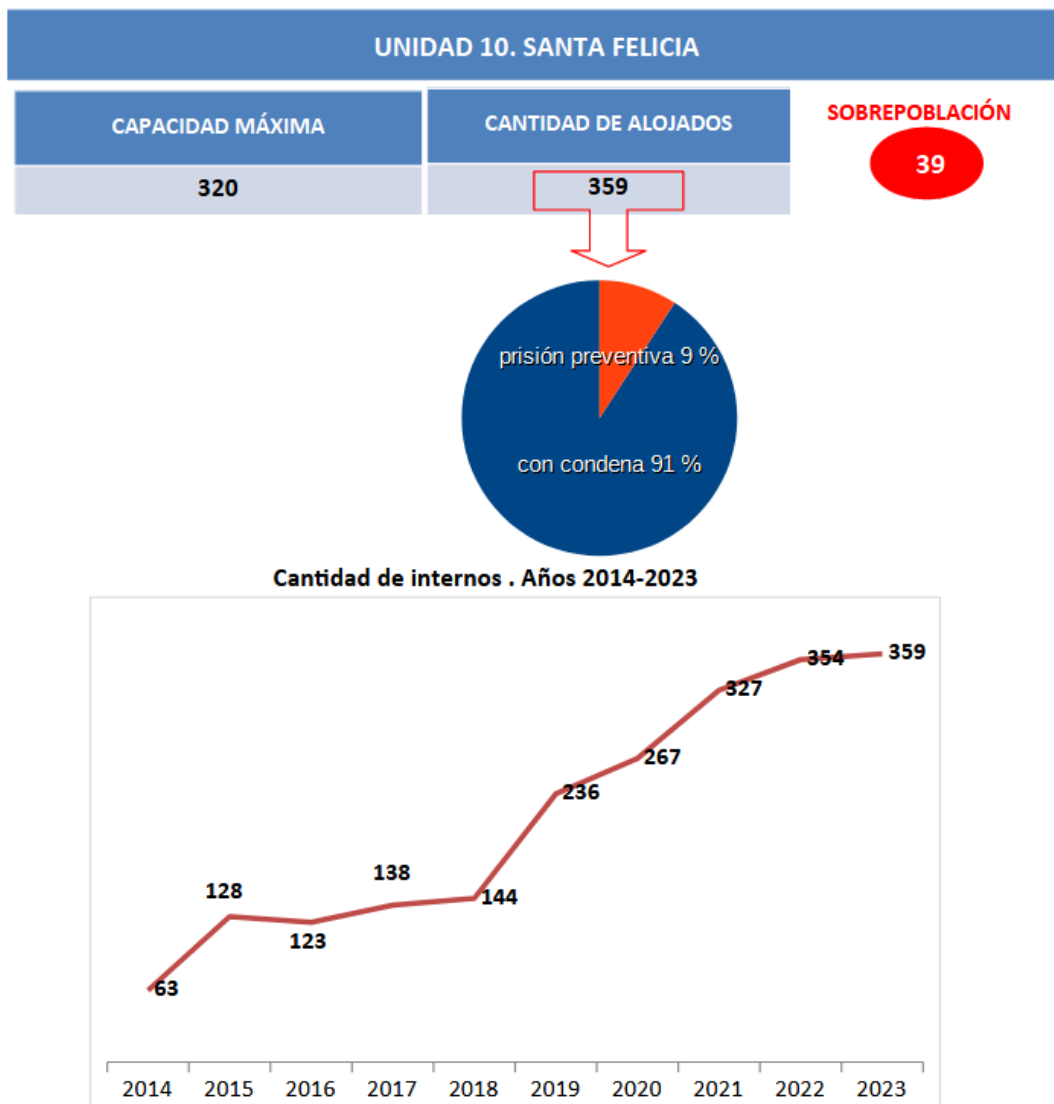 UNIDAD 10. SANTA FELICIA
CAPACIDAD MÁXIMA
CANTIDAD DE ALOJADOS
SOBREPOBLACIÓN
320
359
39
prisión preventiva 9 %
con condena 91 %
Cantidad de internos . Años 2014-2023
63
128
123
138
144
236
267
327
354
359
2014 2015 2016 2017 2018 2019 2020 2021 2022 2023